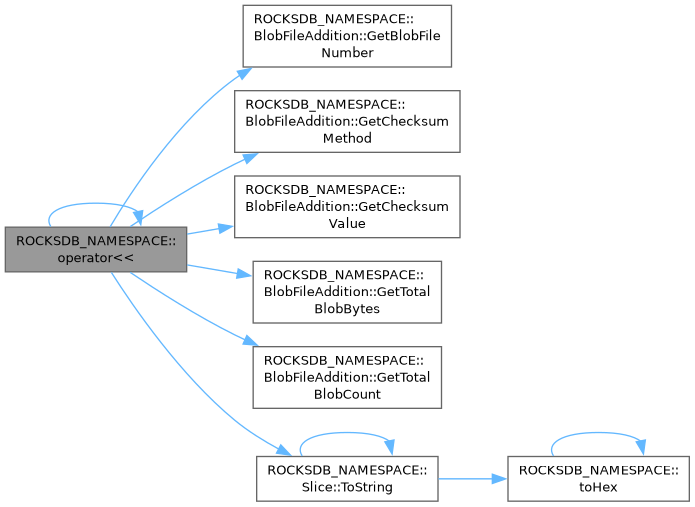 ROCKSDB_NAMESPACE::
BlobFileAddition::GetBlobFile
Number
ROCKSDB_NAMESPACE::
BlobFileAddition::GetChecksum
Method
ROCKSDB_NAMESPACE::
BlobFileAddition::GetChecksum
Value
ROCKSDB_NAMESPACE::
operator<<
ROCKSDB_NAMESPACE::
BlobFileAddition::GetTotal
BlobBytes
ROCKSDB_NAMESPACE::
BlobFileAddition::GetTotal
BlobCount
ROCKSDB_NAMESPACE::
Slice::ToString
ROCKSDB_NAMESPACE::
toHex